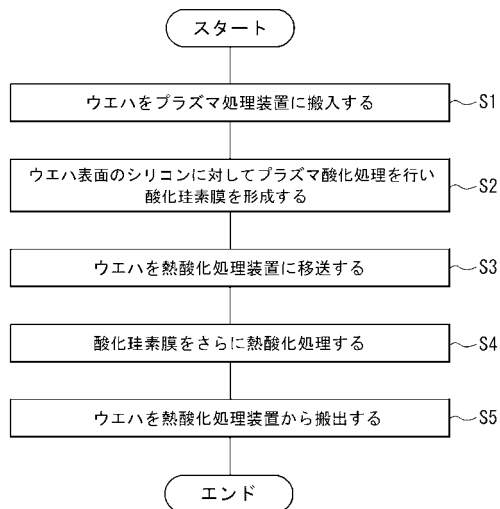 スタート
ウエハをプラズマ処理装置に搬入する
S1
ウエハ表面のシリコンに対してプラズマ酸化処理を行い
酸化珪素膜を形成する
S2
ウエハを熱酸化処理装置に移送する
S3
酸化珪素膜をさらに熱酸化処理する
S4
ウエハを熱酸化処理装置から搬出する
S5
エンド